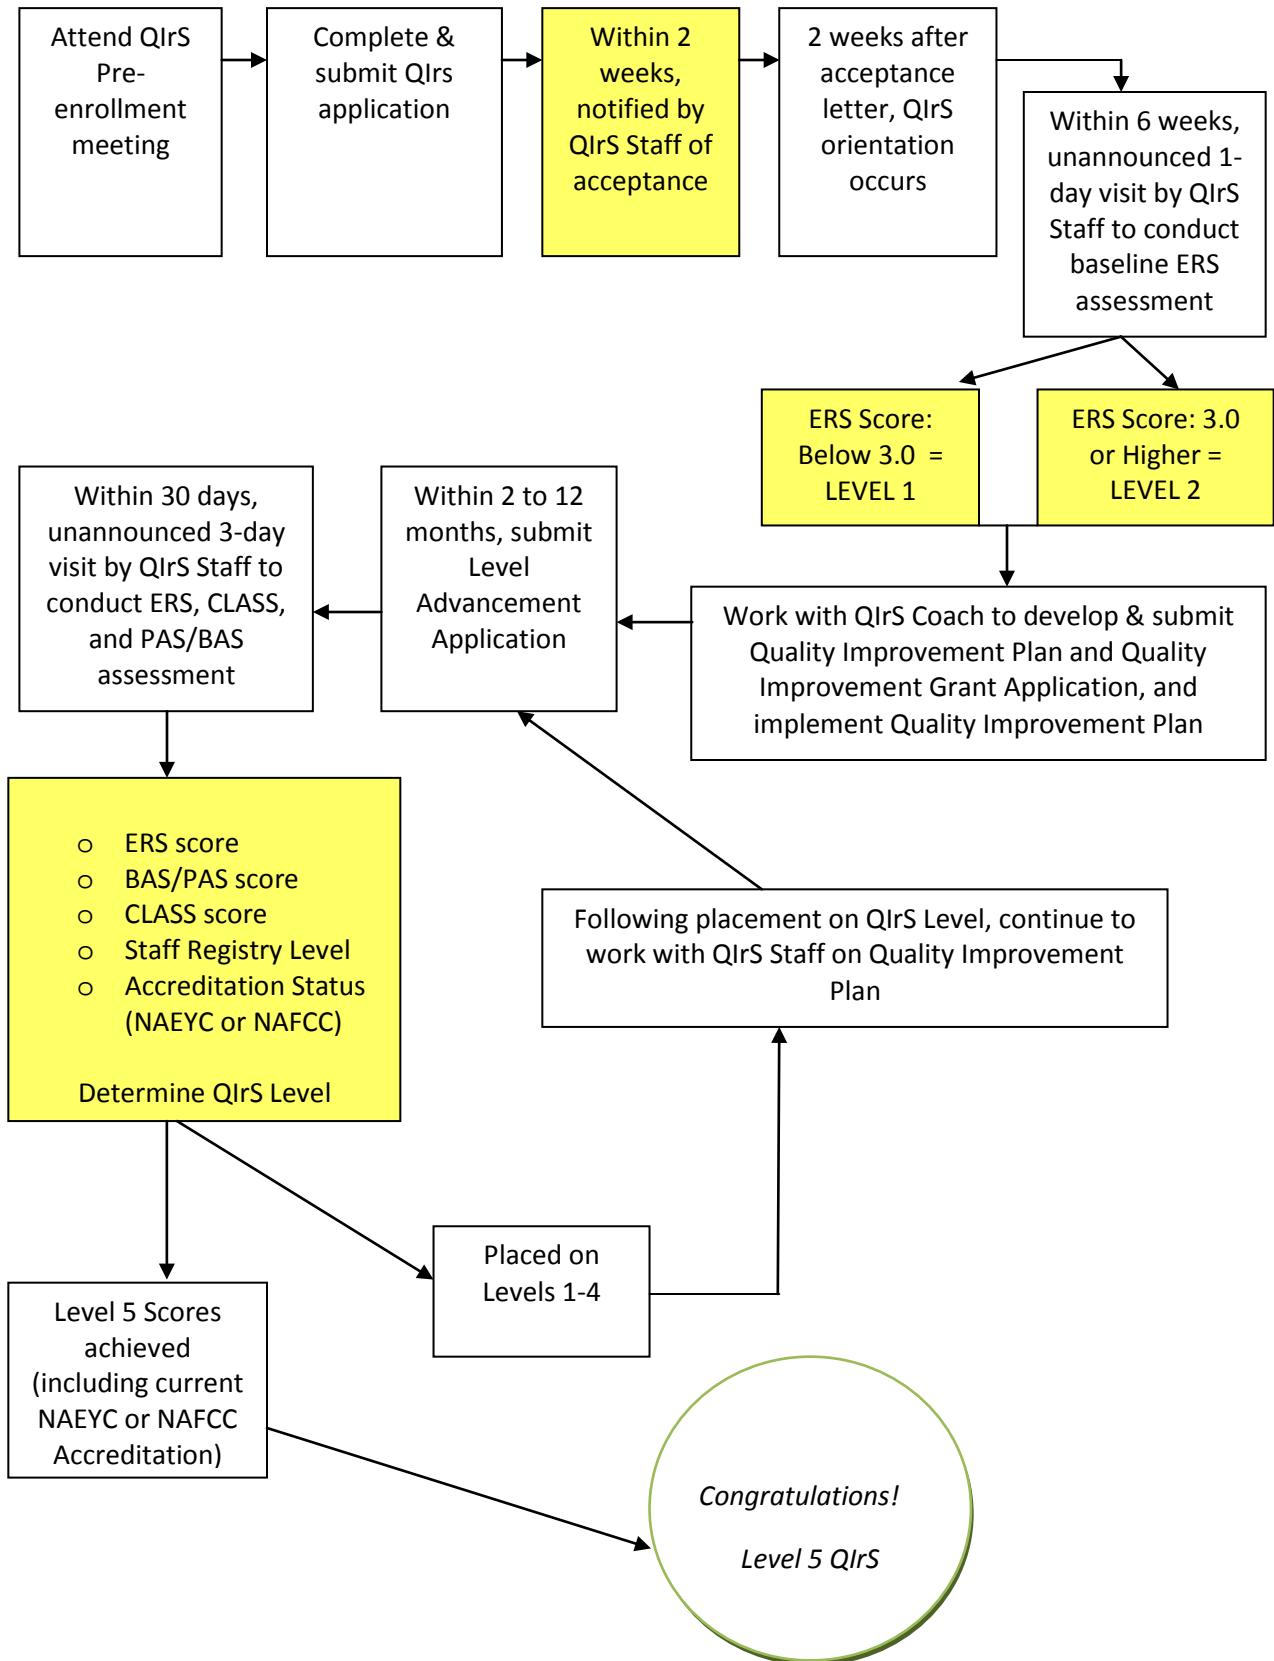 Attend QIrS
Pre-
enrollment
meeting
Complete &
submit QIrs
application
Within 2
weeks,
notified by
QIrS Staff of
acceptance
2 weeks after
acceptance
letter, QIrS
orientation
occurs
Within 6 weeks,
unannounced 1-
day visit by QIrS
Staff to conduct
baseline ERS
assessment
ERS Score:
Below 3.0 =
LEVEL 1
ERS Score: 3.0
or Higher =
LEVEL 2
Work with QIrS Coach to develop & submit
Quality Improvement Plan and Quality
Improvement Grant Application, and
implement Quality Improvement Plan
Within 2 to 12
months, submit
Level
Advancement
Application
Within 30 days,
unannounced 3-day
visit by QIrS Staff to
conduct ERS, CLASS,
and PAS/BAS
assessment
o ERS score
o BAS/PAS score
o CLASS score
o Staff Registry Level
o Accreditation Status
(NAEYC or NAFCC)
Determine QIrS Level
Following placement on QIrS Level, continue to
work with QIrS Staff on Quality Improvement
Plan
Placed on
Levels 1-4
Level 5 Scores
achieved
(including current
NAEYC or NAFCC
Accreditation)
Congratulations!
Level 5 QIrS